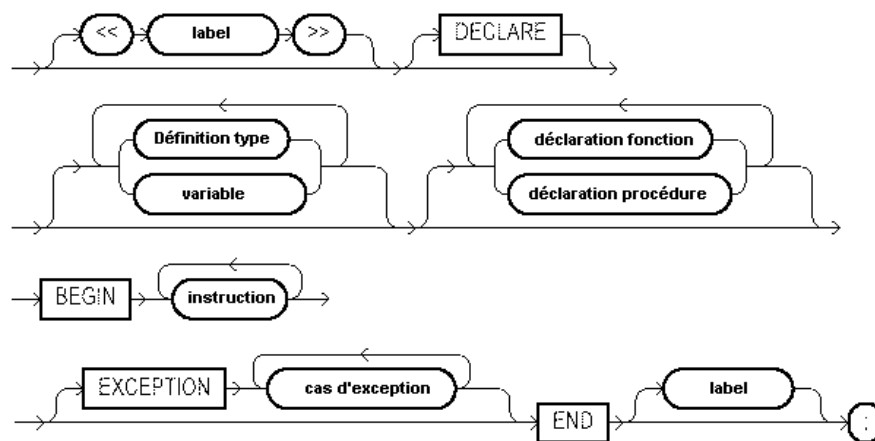 << label >> DECLARE
Définition type
variable
déclaration fonction
déclaration procédure
BEGIN instruction
EXCEPTION cas d'exception END label ;